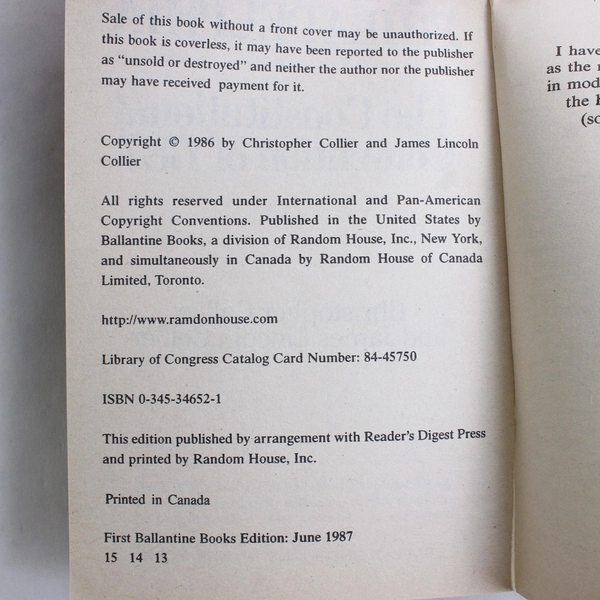 Sale of this book without a front cover may be unauthorized. If
this book is coverless, it may have been reported to the publisher
as “unsold or destroyed” and neither the author nor the publisher
may have received payment for it.
Copyright © 1986 by Christopher Collier and James Lincoln
Collier
All rights reserved under International and Pan-American
Copyright Conventions. Published in the United States by
Ballantine Books, a division of Random House, Inc., New York,
and simultaneously in Canada by Random House of Canada
Limited, Toronto.
http://www.ramdonhouse.com
Library of Congress Catalog Card Number: 84-45750
ISBN 0-345-34652-1
This edition published by arrangement with Reader's Digest Press
and printed by Random House, Inc.
Printed in Canada
First Ballantine Books Edition: June 1987
15 14 13
I have
as the
in mod
the
(so